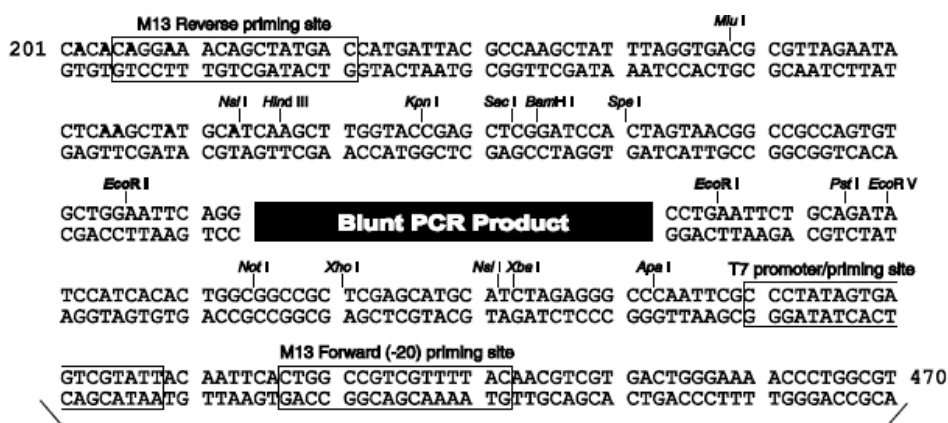 M13 Reverse priming site Mlu I
201 CACACAGGAA ACAGCTATGAC CATGATTAC GCCAAGCTAT TTAGGTGACG CGTTAGAATA
GTGTGTCCTT TGTCGATACTG GTACTAATG CGGTTCGATA AATCCACTGC GCAATCTTAT
Nsi I Hind III Kpn I Sac I BamH I Spe I
CTCAAGCTAT GCATCAAGCT TGGTACCGAG CTCGGATCCA CTAGTAACGG CCGCCAGTGT
GAGTTCGATA CGTAGTTCGA ACCATGGCTC GAGCCTAGGT GATCATTGCC GGCGGTCACA
EcoR I EcoR I Pst I EcoR V
GCTGGAATTC AGG Blunt PCR Product CCTGAATTCT GCAGATA
CGACCTTAAG TCC GGACTTAAGA CGTCTAT
Not I Xho I Nsi I Xba I Apa I T7 promoter/priming site
TCCATCACAC TGGCGGCCGC TCGAGCATGC ATCTAGAGGG CCCAATTCGC CCTATAGTGA
AGGTAGTGTG ACCGCCGGCG AGCTCGTACG TAGATCTCCC GGGTTAAGCG GGATATCACT
M13 Forward (-20) priming site
GTCGTATTAC AATTCACTGG CCGTCGTTTT ACAACGTCGT GACTGGGAAA ACCCTGGCGT 470
CAGCATAATG TTAAGTGACC GGCAGCAAAA TGTTGCAGCA CTGACCCTTT TGGGACCGCA